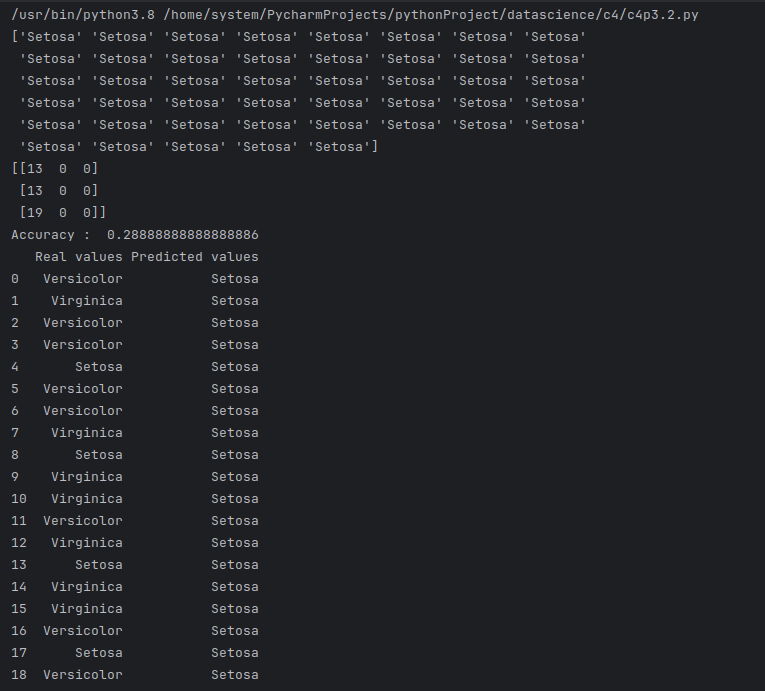 /usr/bin/python3.8 /home/system/PycharmProjects/pythonProject/datascience/c4/c4p3.2.py
['Setosa' 'Setosa' 'Setosa' 'Setosa' 'Setosa' 'Setosa' 'Setosa' 'Setosa'
 'Setosa' 'Setosa' 'Setosa' 'Setosa' 'Setosa' 'Setosa' 'Setosa' 'Setosa'
 'Setosa' 'Setosa' 'Setosa' 'Setosa' 'Setosa' 'Setosa' 'Setosa' 'Setosa'
 'Setosa' 'Setosa' 'Setosa' 'Setosa' 'Setosa' 'Setosa' 'Setosa' 'Setosa'
 'Setosa' 'Setosa' 'Setosa' 'Setosa' 'Setosa' 'Setosa' 'Setosa' 'Setosa'
 'Setosa' 'Setosa' 'Setosa' 'Setosa' 'Setosa']
[[13  0  0]
 [13  0  0]
 [19  0  0]]
Accuracy :  0.28888888888888886
   Real values Predicted values
0   Versicolor           Setosa
1    Virginica           Setosa
2   Versicolor           Setosa
3   Versicolor           Setosa
4       Setosa           Setosa
5   Versicolor           Setosa
6   Versicolor           Setosa
7    Virginica           Setosa
8       Setosa           Setosa
9    Virginica           Setosa
10   Virginica           Setosa
11  Versicolor           Setosa
12   Virginica           Setosa
13      Setosa           Setosa
14   Virginica           Setosa
15   Virginica           Setosa
16  Versicolor           Setosa
17      Setosa           Setosa
18  Versicolor           Setosa